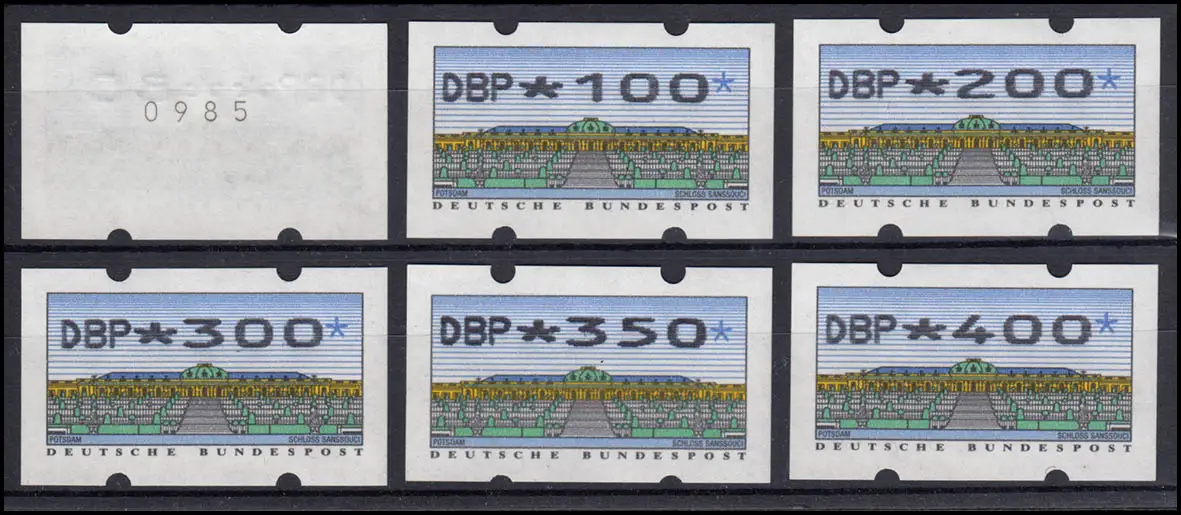 0985
DBP*100*
POTSDAM SCHLOSS SANSSOUCI
DEUTSCHE BUNDESPOST
DBP*200*
POTSDAM SCHLOSS SANSSOUCI
DEUTSCHE BUNDESPOST
DBP*300*
POTSDAM SCHLOSS SANSSOUCI
DEUTSCHE BUNDESPOST
DBP*350*
POTSDAM SCHLOSS SANSSOUCI
DEUTSCHE BUNDESPOST
DBP*400*
POTSDAM SCHLOSS SANSSOUCI
DEUTSCHE BUNDESPOST